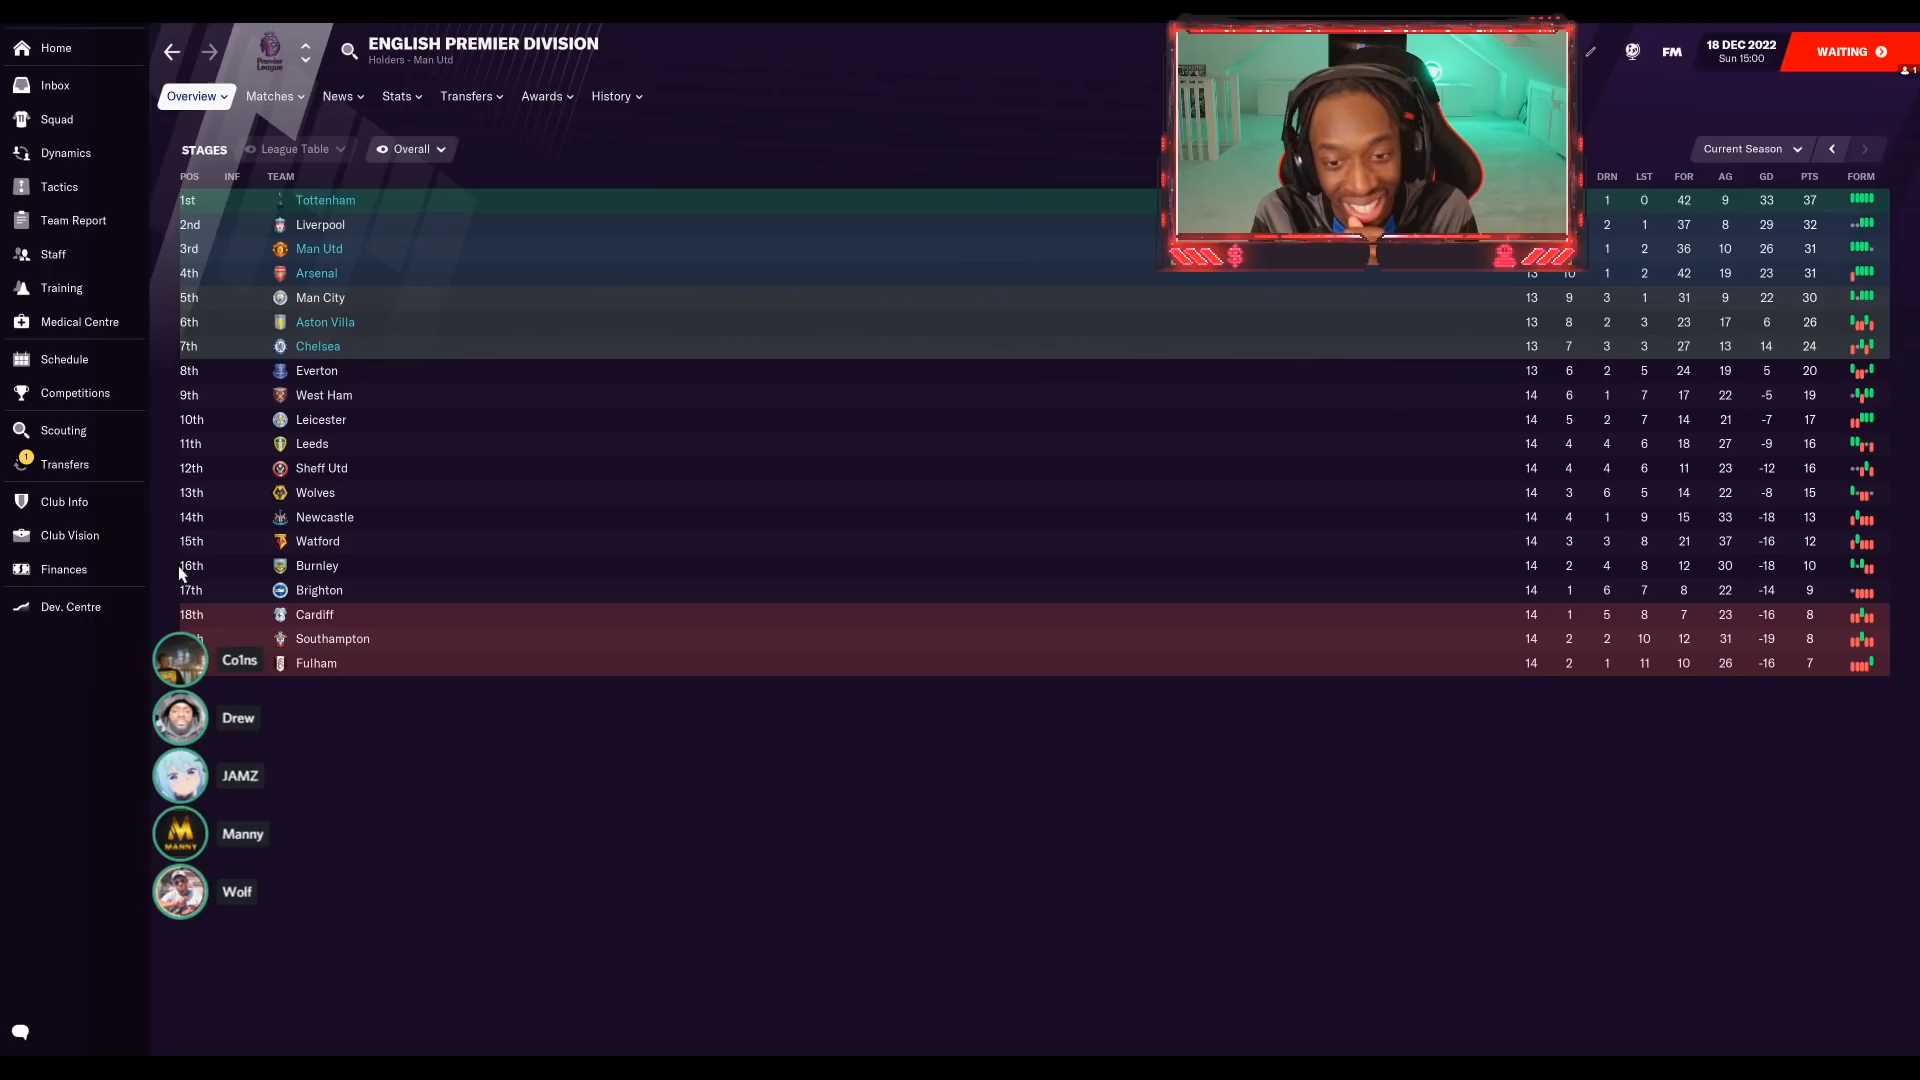 Home
Inbox
Squad
Dynamics
Tactics
Team Report
Staff
Training
Medical Centre
Schedule
Competitions
Scouting
1
Transfers
Club Info
Club Vision
Finances
Dev. Centre
Premier League
ENGLISH PREMIER DIVISION
Holders - Man Utd
FM
18 DEC 2022
Sun 15:00
WAITING
1
Overview Matches News Stats Transfers Awards History
STAGES League Table Overall Current Season
POS INF TEAM DRN LST FOR AG GD PTS FORM
1st Tottenham 1 0 42 9 33 37
2nd Liverpool 2 1 37 8 29 32
3rd Man Utd 1 2 36 10 26 31
4th Arsenal 13 10 1 2 42 19 23 31
5th Man City 13 9 3 1 31 9 22 30
6th Aston Villa 13 8 2 3 23 17 6 26
7th Chelsea 13 7 3 3 27 13 14 24
8th Everton 13 6 2 5 24 19 5 20
9th West Ham 14 6 1 7 17 22 -5 19
10th Leicester 14 5 2 7 14 21 -7 17
11th Leeds 14 4 4 6 18 27 -9 16
12th Sheff Utd 14 4 4 6 11 23 -12 16
13th Wolves 14 3 6 5 14 22 -8 15
14th Newcastle 14 4 1 9 15 33 -18 13
15th Watford 14 3 3 8 21 37 -16 12
16th Burnley 14 2 4 8 12 30 -18 10
17th Brighton 14 1 6 7 8 22 -14 9
18th Cardiff 14 1 5 8 7 23 -16 8
Southampton 14 2 2 10 12 31 -19 8
Fulham 14 2 1 11 10 26 -16 7
Co1ns
Drew
JAMZ
MANNY
Manny
Wolf